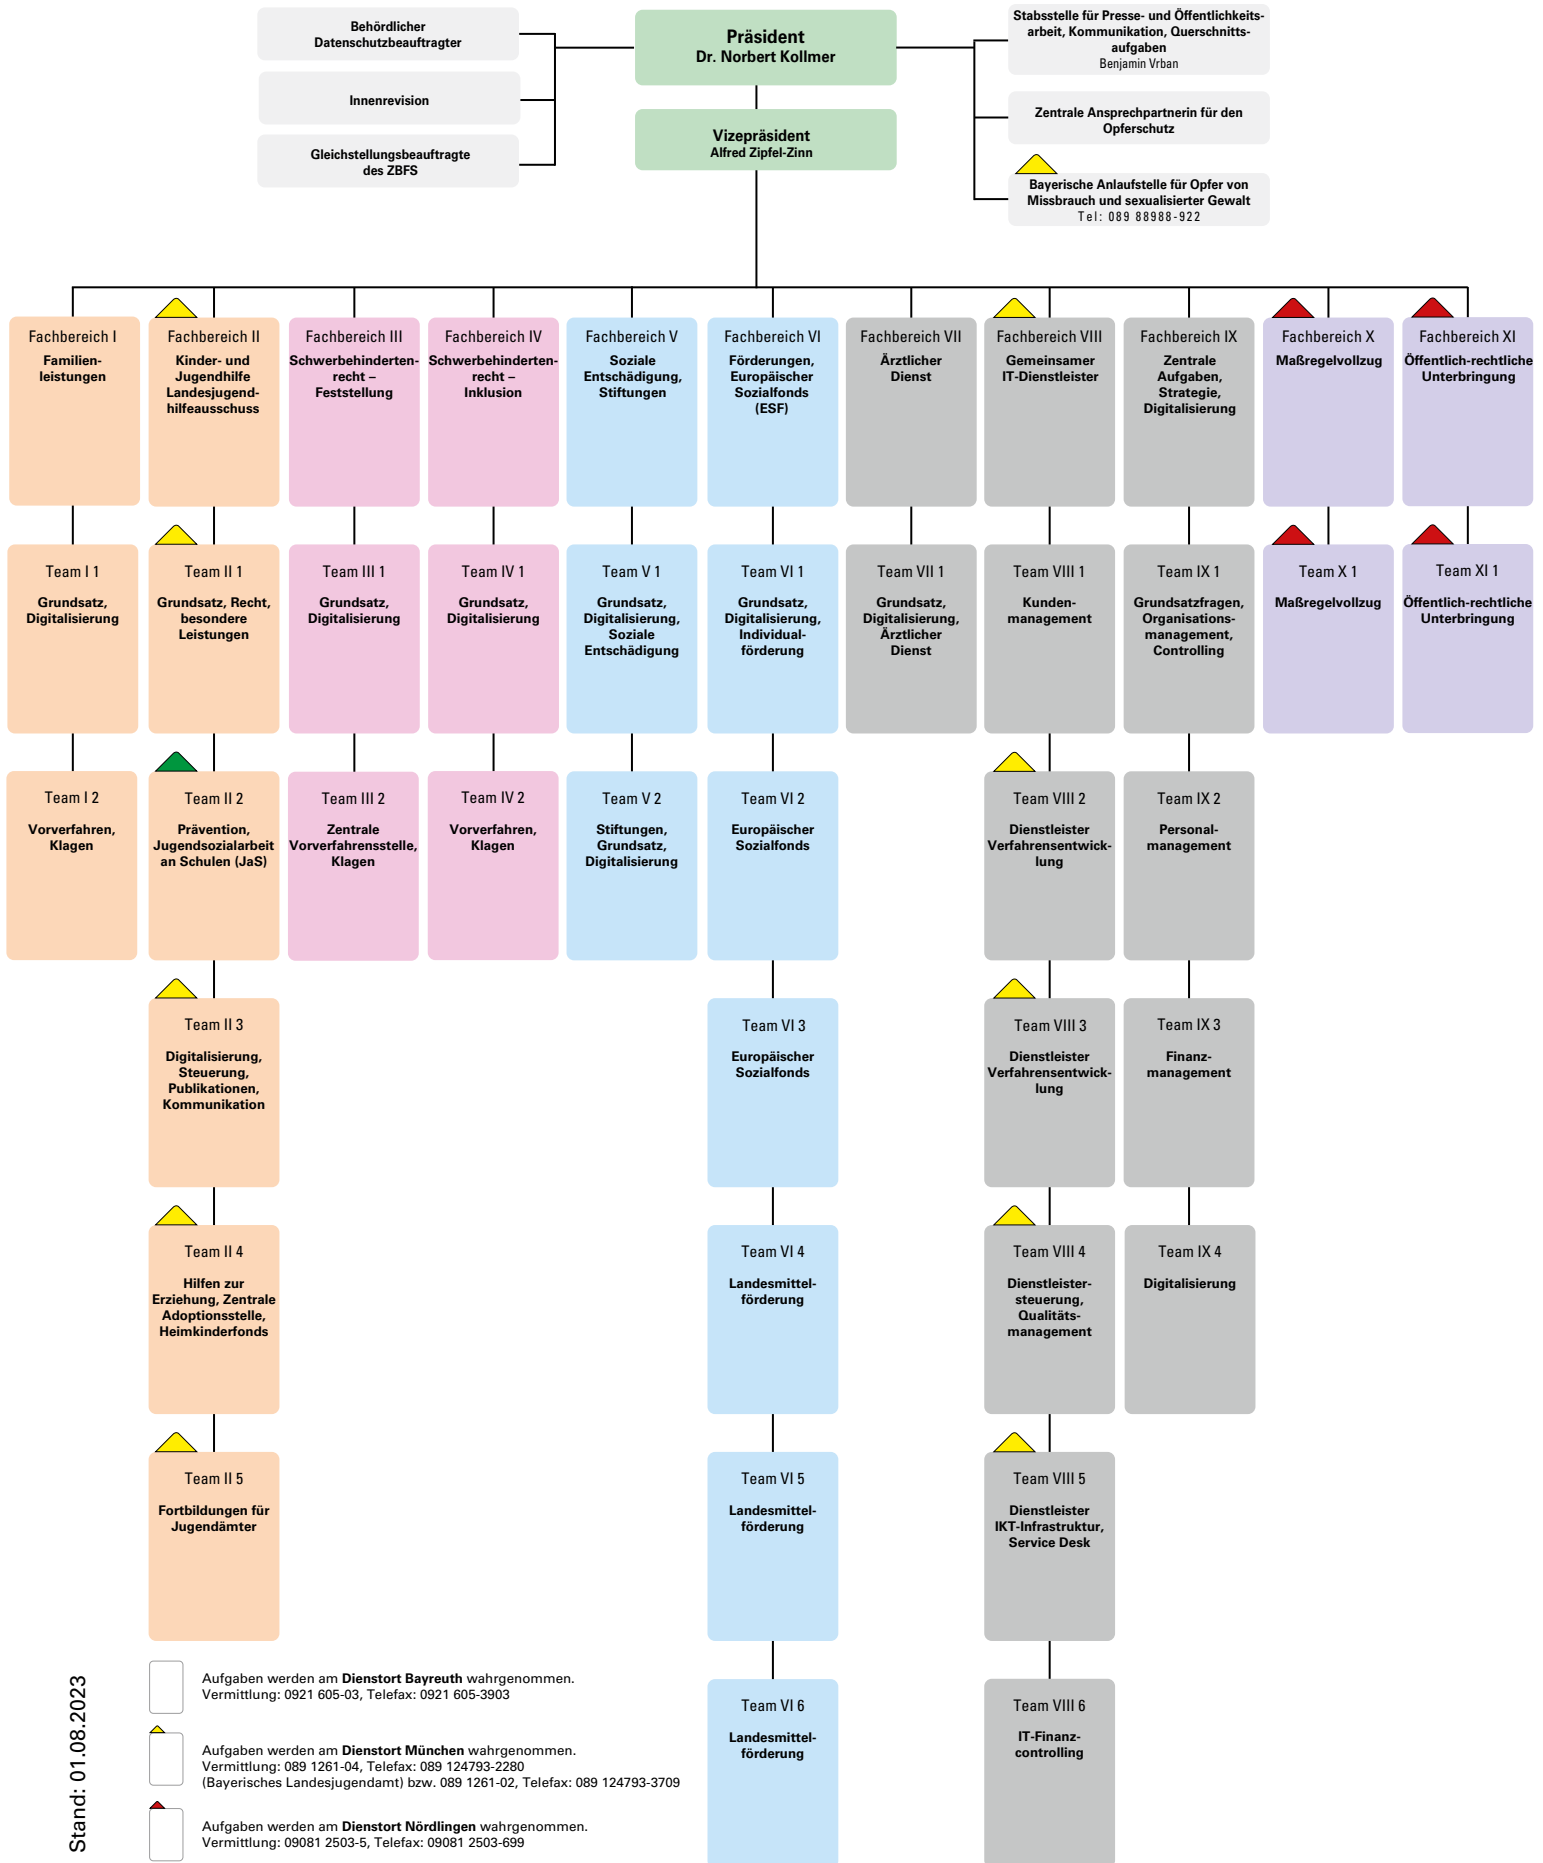 Behördlicher
Datenschutzbeauftragter
Innenrevision
Gleichstellungsbeauftragte
des ZBFS
Präsident
Dr. Norbert Kollmer
Vizepräsident
Alfred Zipfel-Zinn
Stabsstelle für Presse- und Öffentlichkeits-
arbeit, Kommunikation, Querschnitts-
aufgaben
Benjamin Vrban
Zentrale Ansprechpartnerin für den
Opferschutz
Bayerische Anlaufstelle für Opfer von
Missbrauch und sexualisierter Gewalt
Tel: 089 88988-922
Fachbereich I
Familien-
leistungen
Fachbereich II
Kinder- und
Jugendhilfe
Landesjugend-
hilfeausschuss
Fachbereich III
Schwerbehinderten-
recht –
Feststellung
Fachbereich IV
Schwerbehinderten-
recht –
Inklusion
Fachbereich V
Soziale
Entschädigung,
Stiftungen
Fachbereich VI
Förderungen,
Europäischer
Sozialfonds
(ESF)
Fachbereich VII
Ärztlicher
Dienst
Fachbereich VIII
Gemeinsamer
IT-Dienstleister
Fachbereich IX
Zentrale
Aufgaben,
Strategie,
Digitalisierung
Fachbereich X
Maßregelvollzug
Fachbereich XI
Öffentlich-rechtliche
Unterbringung
Team I 1
Grundsatz,
Digitalisierung
Team II 1
Grundsatz, Recht,
besondere
Leistungen
Team III 1
Grundsatz,
Digitalisierung
Team IV 1
Grundsatz,
Digitalisierung
Team V 1
Grundsatz,
Digitalisierung,
Soziale
Entschädigung
Team VI 1
Grundsatz,
Digitalisierung,
Individual-
förderung
Team VII 1
Grundsatz,
Digitalisierung,
Ärztlicher
Dienst
Team VIII 1
Kunden-
management
Team IX 1
Grundsatzfragen,
Organisations-
management,
Controlling
Team X 1
Maßregelvollzug
Team XI 1
Öffentlich-rechtliche
Unterbringung
Team I 2
Vorverfahren,
Klagen
Team II 2
Prävention,
Jugendsozialarbeit
an Schulen (JaS)
Team III 2
Zentrale
Vorverfahrensstelle,
Klagen
Team IV 2
Vorverfahren,
Klagen
Team V 2
Stiftungen,
Grundsatz,
Digitalisierung
Team VI 2
Europäischer
Sozialfonds
Team VIII 2
Dienstleister
Verfahrensentwick-
lung
Team IX 2
Personal-
management
Team II 3
Digitalisierung,
Steuerung,
Publikationen,
Kommunikation
Team VI 3
Europäischer
Sozialfonds
Team VIII 3
Dienstleister
Verfahrensentwick-
lung
Team IX 3
Finanz-
management
Team II 4
Hilfen zur
Erziehung, Zentrale
Adoptionsstelle,
Heimkinderfonds
Team VI 4
Landesmittel-
förderung
Team VIII 4
Dienstleister-
steuerung,
Qualitäts-
management
Team IX 4
Digitalisierung
Team II 5
Fortbildungen für
Jugendämter
Team VI 5
Landesmittel-
förderung
Team VIII 5
Dienstleister
IKT-Infrastruktur,
Service Desk
Team VI 6
Landesmittel-
förderung
Team VIII 6
IT-Finanz-
controlling
Stand: 01.08.2023
Aufgaben werden am Dienstort Bayreuth wahrgenommen.
Vermittlung: 0921 605-03, Telefax: 0921 605-3903
Aufgaben werden am Dienstort München wahrgenommen.
Vermittlung: 089 1261-04, Telefax: 089 124793-2280
(Bayerisches Landesjugendamt) bzw. 089 1261-02, Telefax: 089 124793-3709
Aufgaben werden am Dienstort Nördlingen wahrgenommen.
Vermittlung: 09081 2503-5, Telefax: 09081 2503-699